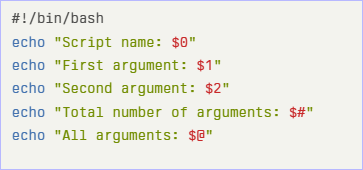 #!/bin/bash
echo "Script name: $0"
echo "First argument: $1"
echo "Second argument: $2"
echo "Total number of arguments: $#"
echo "All arguments: $@"